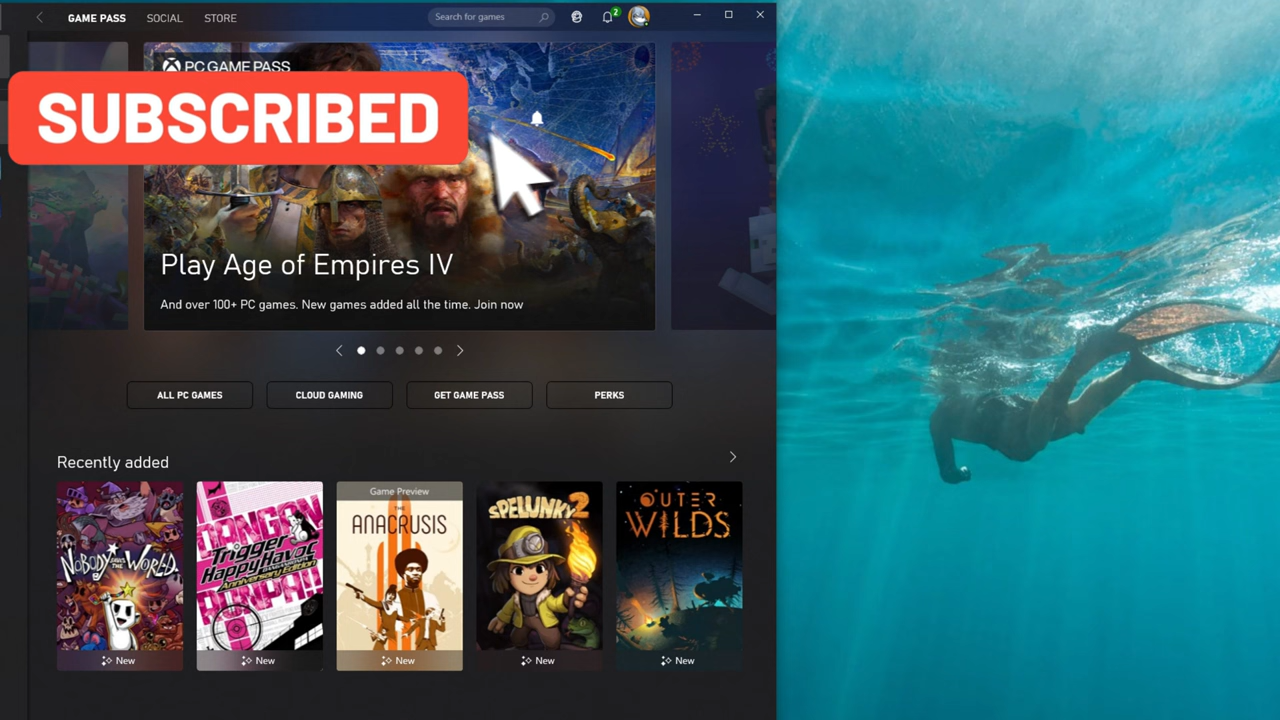 GAME PASS SOCIAL STORE Search for games 2
PC GAME PASS
SUBSCRIBED
Play Age of Empires IV
And over 100+ PC games. New games added all the time. Join now
ALL PC GAMES CLOUD GAMING GET GAME PASS PERKS
Recently added
NOBODY SAVES THE WORLD
DANGAN
Trigger
Happy Havoc
Anniversary Edition
RONPA!!
Game Preview
THE
ANACRUSIS
SPELUNKY 2
OUTER
WILDS
New New New New New